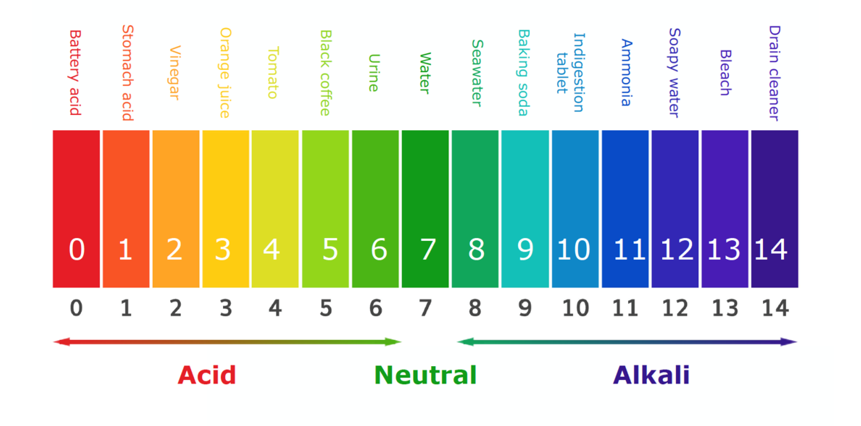 Battery acid
Stomach acid
Vinegar
Orange juice
Tomato
Black coffee
Urine
Water
Seawater
Baking soda
Indigestion
tablet
Ammonia
Soapy water
Bleach
Drain cleaner
0 1 2 3 4 5 6 7 8 9 10 11 12 13 14
0 1 2 3 4 5 6 7 8 9 10 11 12 13 14
Acid Neutral Alkali